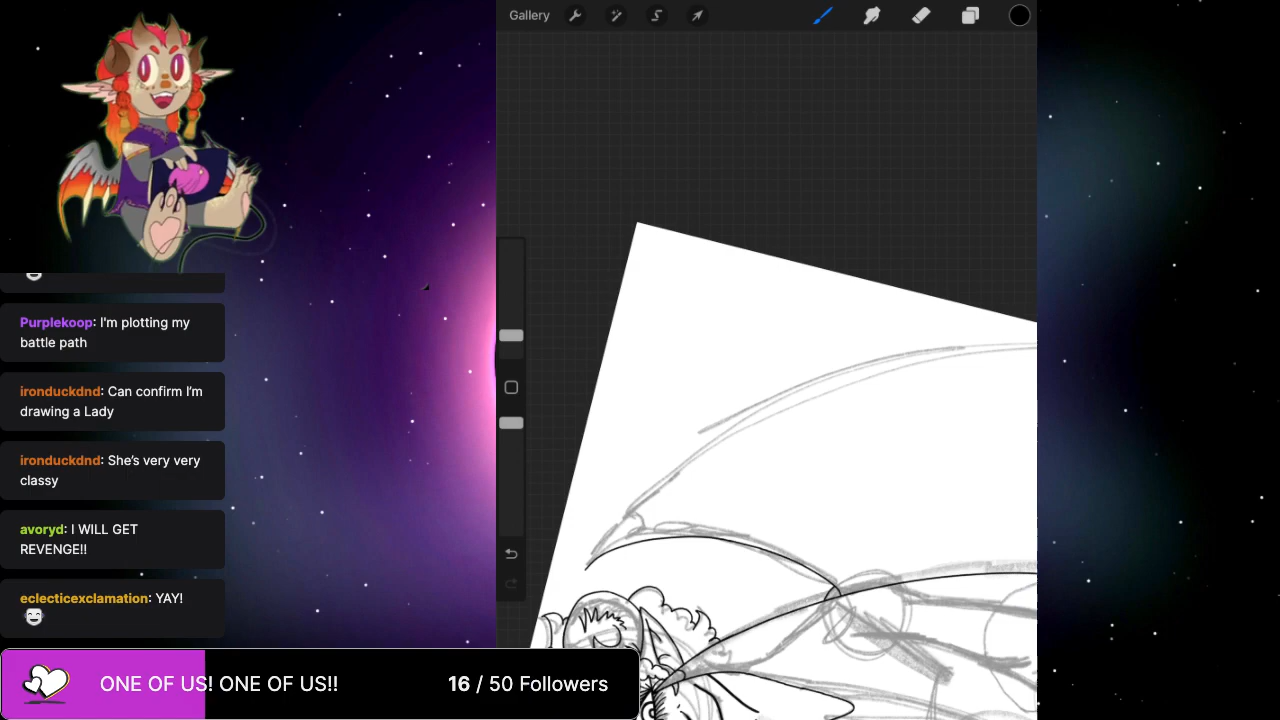 Gallery
Purplekoop: I'm plotting my
battle path
ironduckdnd: Can confirm I'm
drawing a Lady
ironduckdnd: She's very very
classy
avoryd: I WILL GET
REVENGE!!
eclecticexclamation: YAY!
ONE OF US! ONE OF US!!
16 / 50 Followers